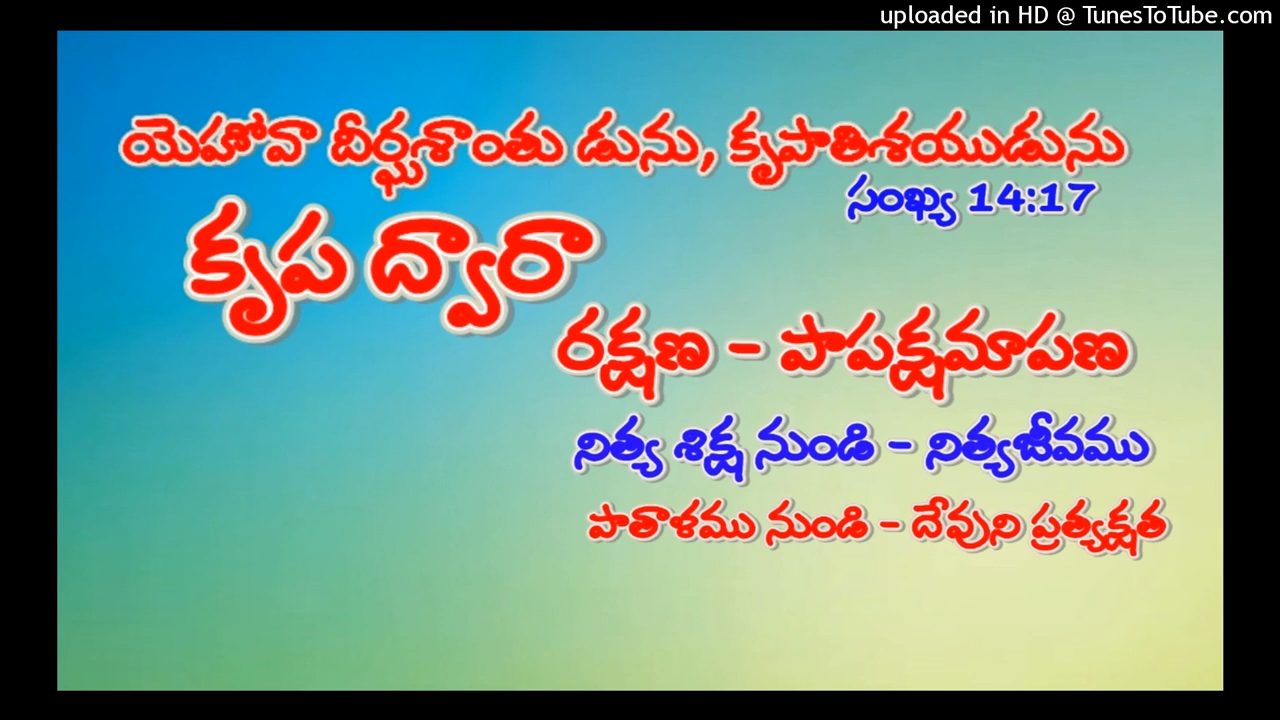 uploaded in HD @ TunesToTube.com
యెహోవా దీర్ఘశాంతు డును, కృపాతిశయుడును
సంఖ్య 14:17
కృప ద్వారా
రక్షణ - పాపక్షమాపణ
నిత్య శిక్ష నుండి - నిత్యజీవము
పాతాళము నుండి - దేవుని ప్రత్యక్షత